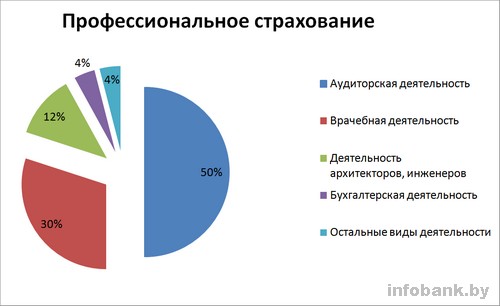 Профессиональное страхование
4%
4%
12%
50%
30%
Аудиторская деятельность
Врачебная деятельность
Деятельность
архитекторов, инженеров
Бухгалтерская деятельность
Остальные виды деятельности
infobank.by